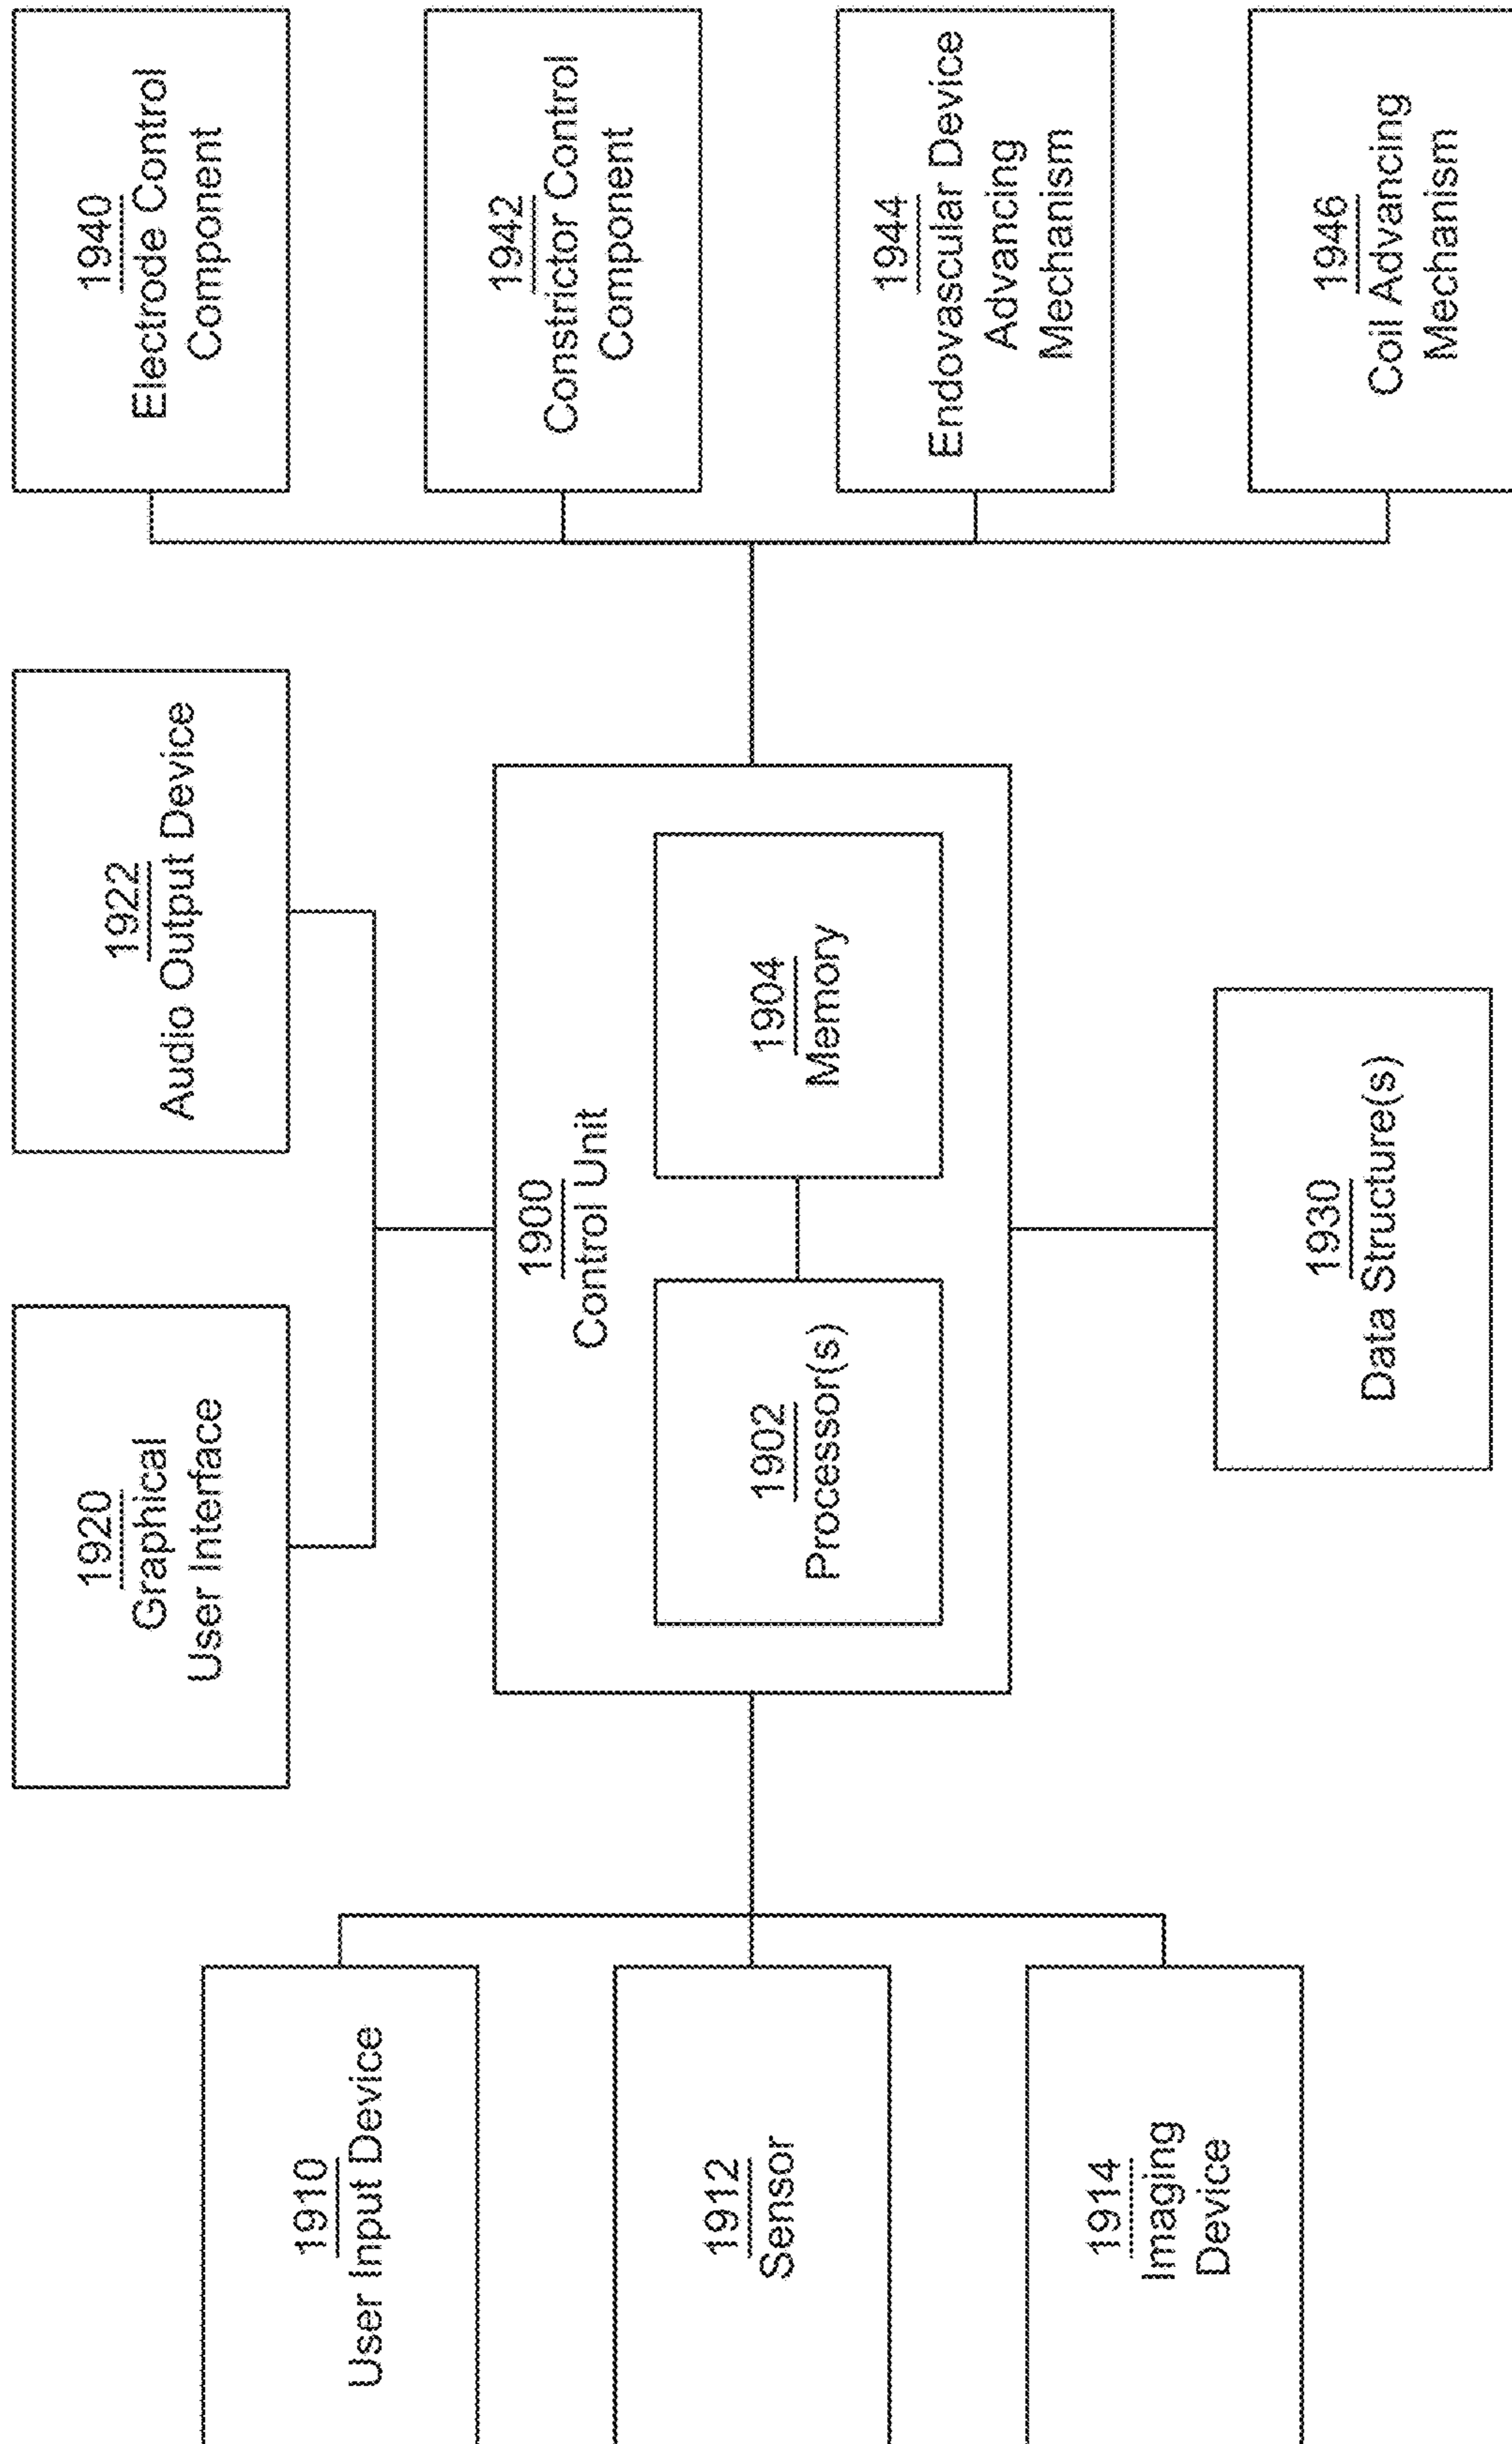 1910
User Input Device
1912
Sensor
1914
Imaging
Device
1920
Graphical
User Interface
1922
Audio Output Device
1900
Control Unit
1902
Processor(s)
1904
Memory
1930
Data Structure(s)
1940
Electrode Control
Component
1942
Constrictor Control
Component
1944
Endovascular Device
Advancing
Mechanism
1946
Coil Advancing
Mechanism